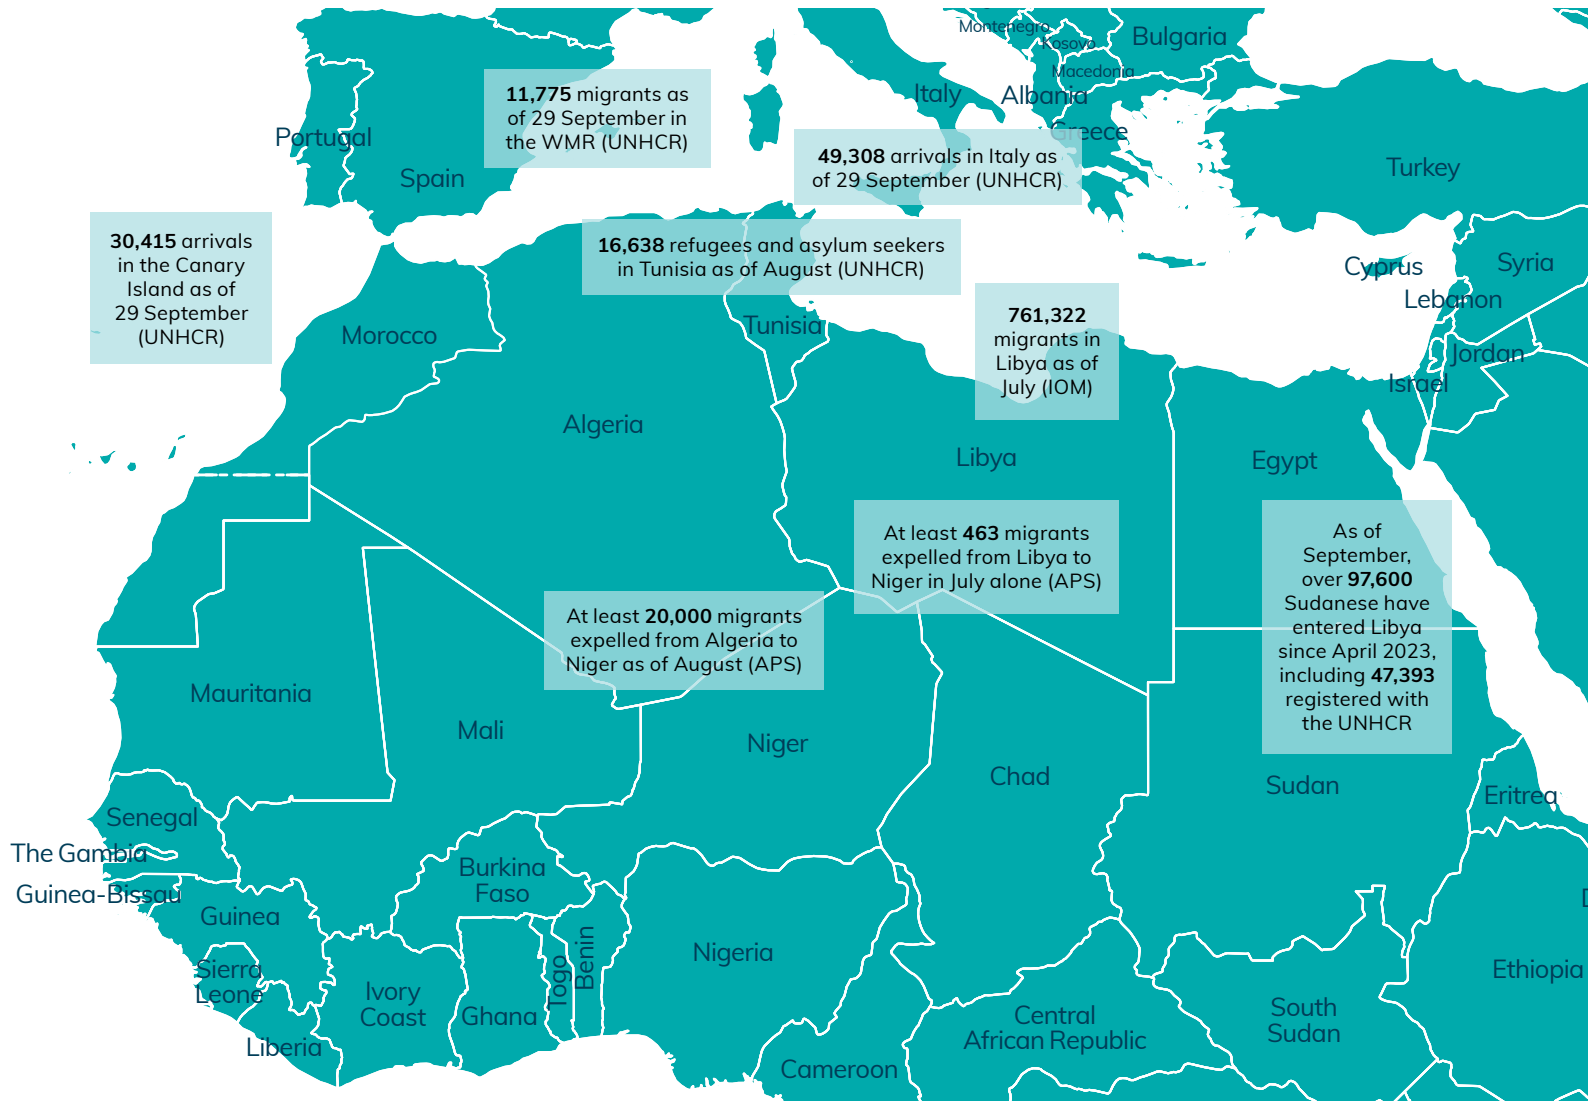 Montenegro
Kosovo
Bulgaria
Macedonia
Italy
Albania
Greece
Portugal
Spain
Turkey
11,775 migrants as
of 29 September in
the WMR (UNHCR)
49,308 arrivals in Italy as
of 29 September (UNHCR)
30,415 arrivals
in the Canary
Island as of
29 September
(UNHCR)
16,638 refugees and asylum seekers
in Tunisia as of August (UNHCR)
Cyprus
Syria
Lebanon
761,322
migrants in
Libya as of
July (IOM)
Morocco
Tunisia
Jordan
Israel
Algeria
Libya
Egypt
At least 463 migrants
expelled from Libya to
Niger in July alone (APS)
As of
September,
over 97,600
Sudanese have
entered Libya
since April 2023,
including 47,393
registered with
the UNHCR
At least 20,000 migrants
expelled from Algeria to
Niger as of August (APS)
Mauritania
Mali
Niger
Chad
Sudan
Eritrea
Senegal
The Gambia
Guinea-Bissau
Guinea
Burkina
Faso
Sierra
Leone
Liberia
Ivory
Coast
Ghana
Togo
Benin
Nigeria
Cameroon
Central
African Republic
South
Sudan
Ethiopia